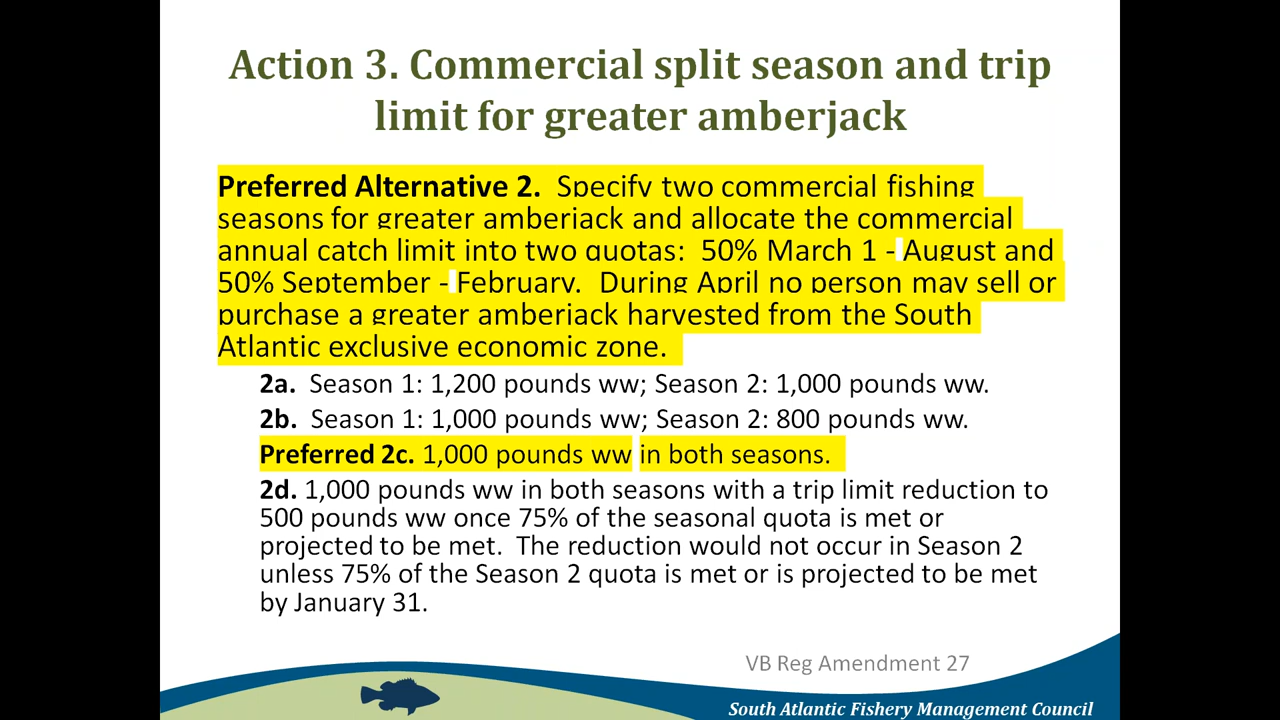 Action 3. Commercial split season and trip
limit for greater amberjack
Preferred Alternative 2.  Specify two commercial fishing
seasons for greater amberjack and allocate the commercial
annual catch limit into two quotas:  50% March 1 - August and
50% September - February.  During April no person may sell or
purchase a greater amberjack harvested from the South
Atlantic exclusive economic zone.
2a.  Season 1: 1,200 pounds ww; Season 2: 1,000 pounds ww.
2b.  Season 1: 1,000 pounds ww; Season 2: 800 pounds ww.
Preferred 2c. 1,000 pounds ww in both seasons.
2d. 1,000 pounds ww in both seasons with a trip limit reduction to
500 pounds ww once 75% of the seasonal quota is met or
projected to be met.  The reduction would not occur in Season 2
unless 75% of the Season 2 quota is met or is projected to be met
by January 31.
VB Reg Amendment 27
South Atlantic Fishery Management Council